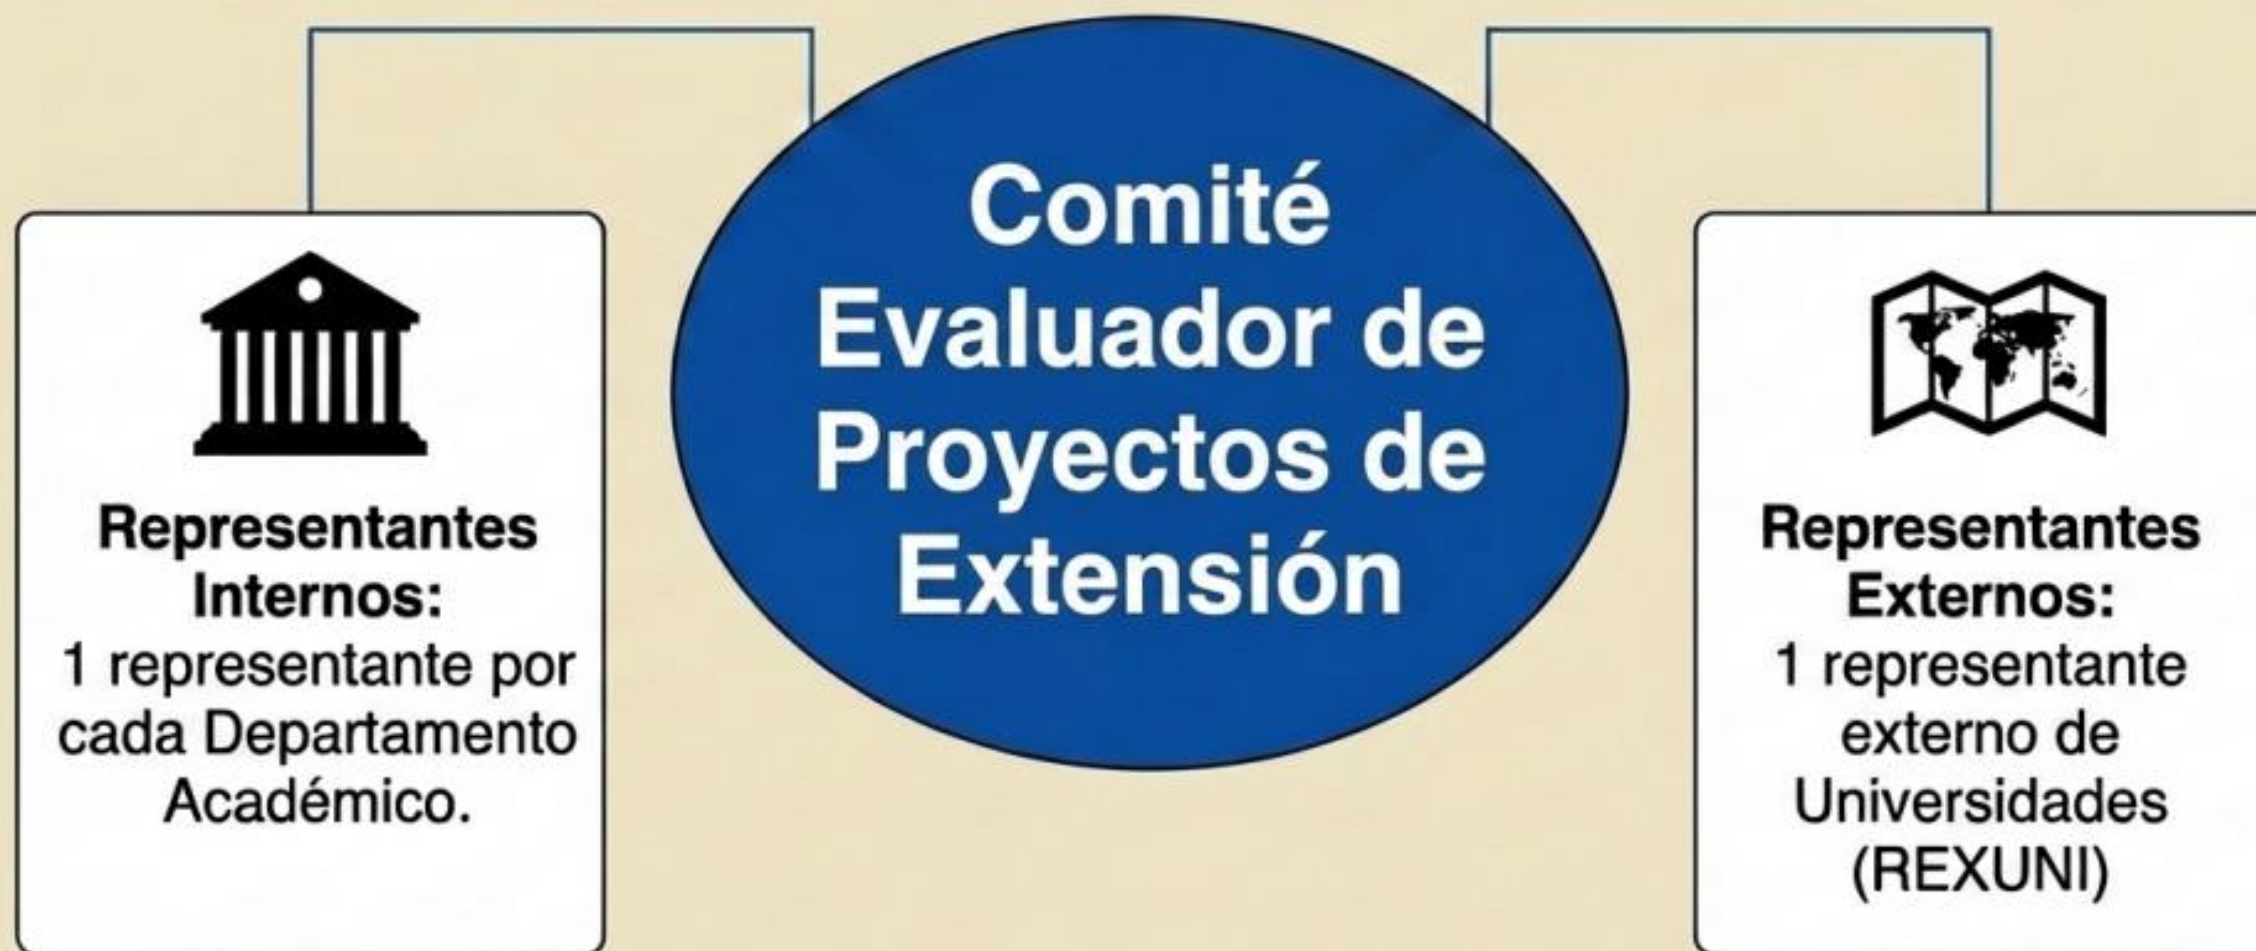 Comité
Evaluador de
Proyectos de
Extensión
Representantes
Internos:
1 representante por
cada Departamento
Académico.
Representantes
Externos:
1 representante
externo de
Universidades
(REXUNI)